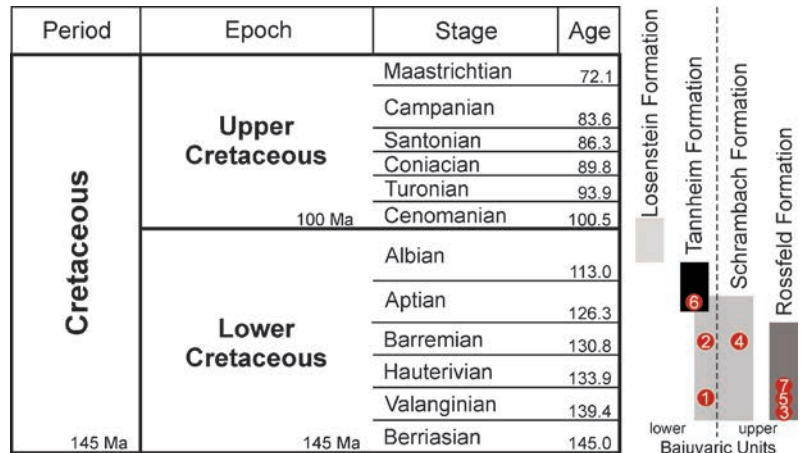 Period Epoch Stage Age
Cretaceous
145 Ma
Upper
Cretaceous
100 Ma
Lower
Cretaceous
145 Ma
Maastrichtian 72.1
Campanian 83.6
Santonian 86.3
Coniacian 89.8
Turonian 93.9
Cenomanian 100.5
Albian 113.0
Aptian 126.3
Barremian 130.8
Hauterivian 133.9
Valanginian 139.4
Berriasian 145.0
Losenstein Formation
Tannheim Formation
Schrambach Formation
Rossfeld Formation
6
2 4
7
1 5
3
lower upper
Bajuvaric Units